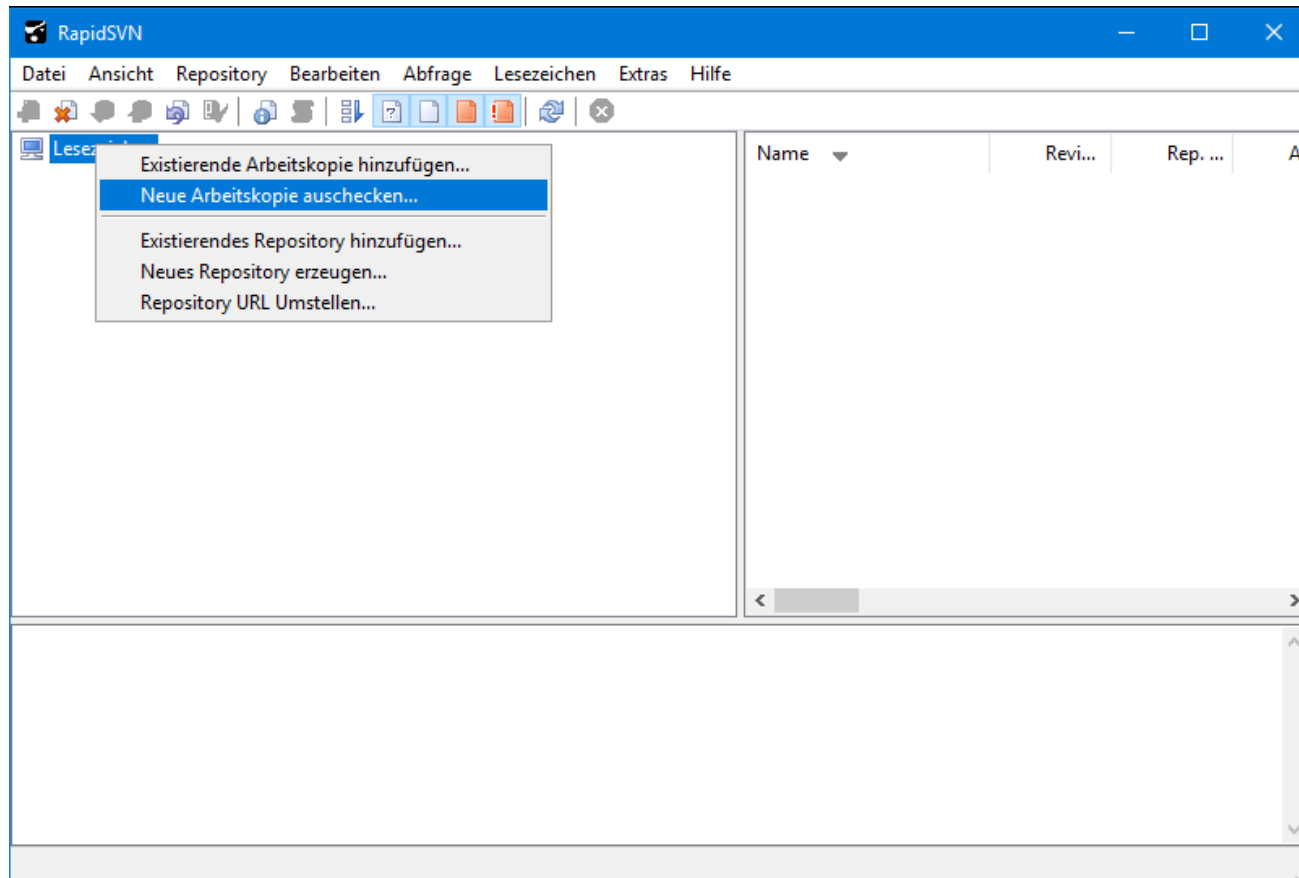 RapidSVN
Datei Ansicht Repository Bearbeiten Abfrage Lesezeichen Extras Hilfe
Existierende Arbeitskopie hinzufügen...
Neue Arbeitskopie auschecken...
Existierendes Repository hinzufügen...
Neues Repository erzeugen...
Repository URL Umstellen...
Name Revi... Rep. ... A